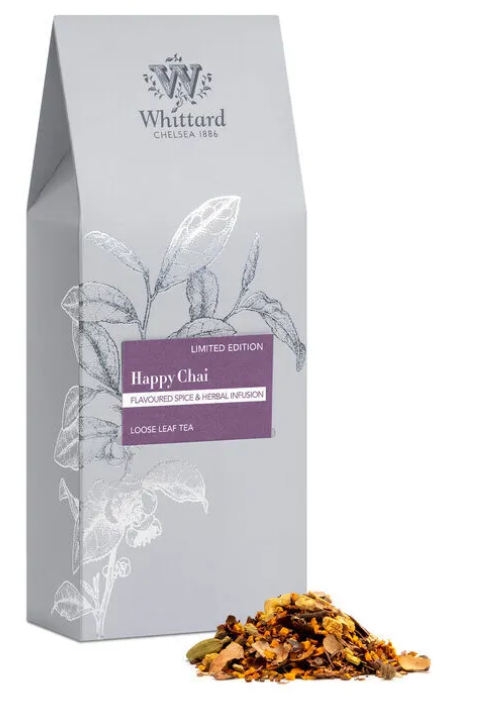 W
Whittard
CHELSEA 1886
LIMITED EDITION
Happy Chai
FLAVOURED SPICE & HERBAL INFUSION
LOOSE LEAF TEA